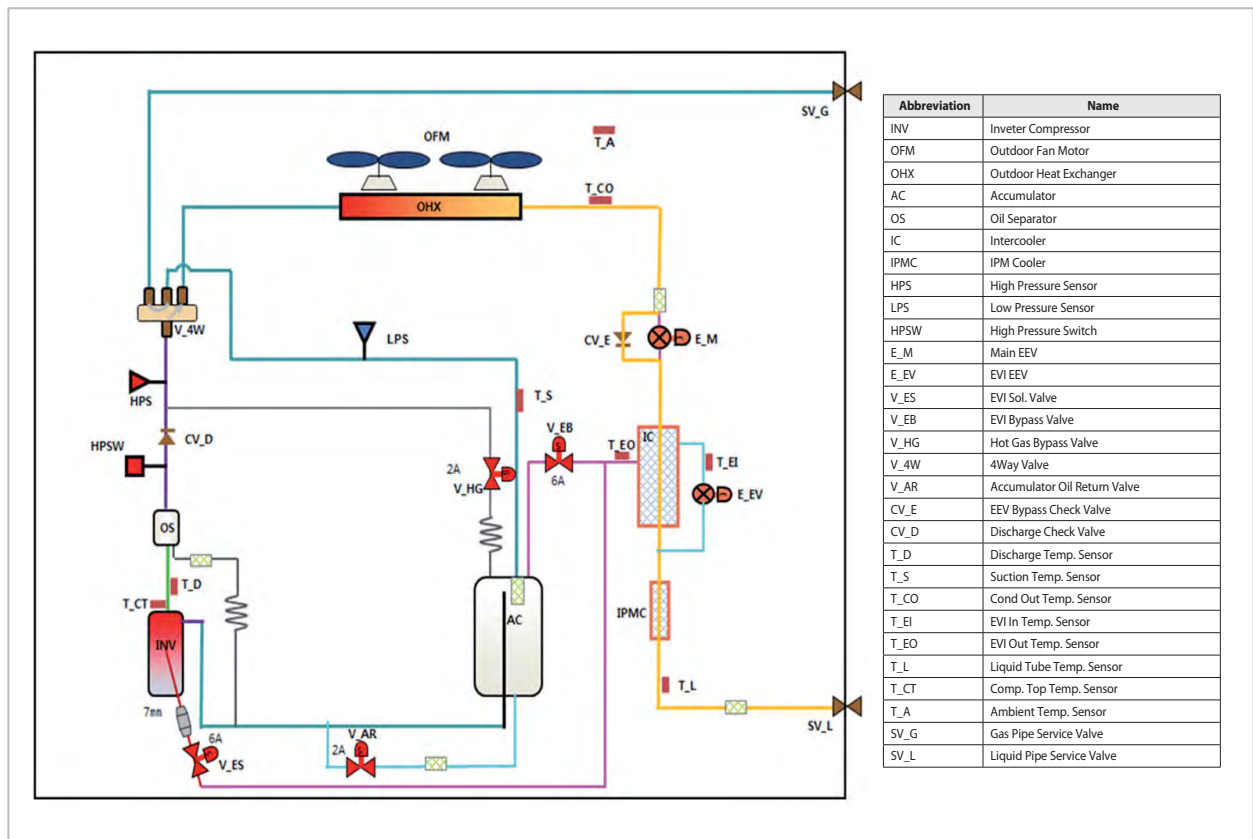 SV_G
OFM
T_A
T_CO
OHX
V_4W
LPS
CV_E
E_M
HPS
T_S
CV_D
HPSW
V_EB
T_EO
IC
T_EI
2A
V_HG
6A
E_EV
OS
T_D
T_CT
AC
IPMC
INV
T_L
7mm
6A
V_AR
2A
V_ES
SV_L
Abbreviation Name
INV Inveter Compressor
OFM Outdoor Fan Motor
OHX Outdoor Heat Exchanger
AC Accumulator
OS Oil Separator
IC Intercooler
IPMC IPM Cooler
HPS High Pressure Sensor
LPS Low Pressure Sensor
HPSW High Pressure Switch
E_M Main EEV
E_EV EVI EEV
V_ES EVI Sol. Valve
V_EB EVI Bypass Valve
V_HG Hot Gas Bypass Valve
V_4W 4Way Valve
V_AR Accumulator Oil Return Valve
CV_E EEV Bypass Check Valve
CV_D Discharge Check Valve
T_D Discharge Temp. Sensor
T_S Suction Temp. Sensor
T_CO Cond Out Temp. Sensor
T_EI EVI In Temp. Sensor
T_EO EVI Out Temp. Sensor
T_L Liquid Tube Temp. Sensor
T_CT Comp. Top Temp. Sensor
T_A Ambient Temp. Sensor
SV_G Gas Pipe Service Valve
SV_L Liquid Pipe Service Valve